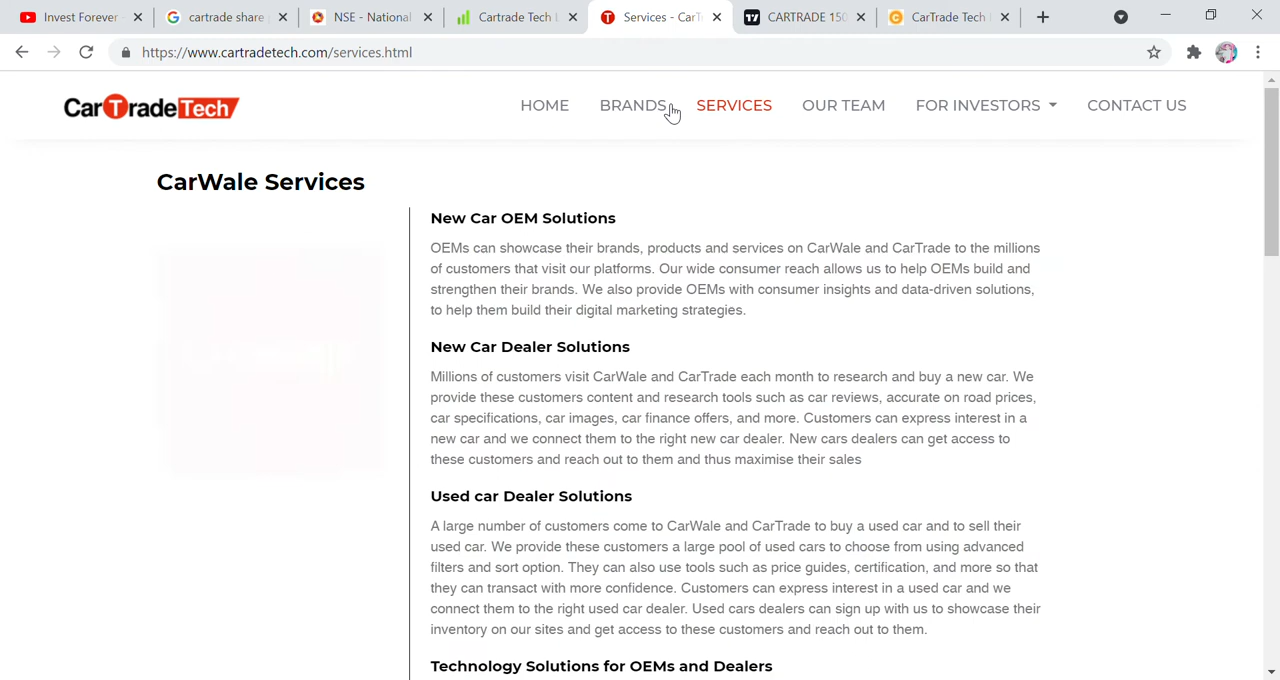 Invest Forever -
cartrade share
NSE - National
Cartrade Tech
Services - CarT
CARTRADE 150
CarTrade Tech
https://www.cartradetech.com/services.html
CarTradeTech
HOME BRANDS SERVICES OUR TEAM FOR INVESTORS CONTACT US
CarWale Services
New Car OEM Solutions
OEMs can showcase their brands, products and services on CarWale and CarTrade to the millions
of customers that visit our platforms. Our wide consumer reach allows us to help OEMs build and
strengthen their brands. We also provide OEMs with consumer insights and data-driven solutions,
to help them build their digital marketing strategies.
New Car Dealer Solutions
Millions of customers visit CarWale and CarTrade each month to research and buy a new car. We
provide these customers content and research tools such as car reviews, accurate on road prices,
car specifications, car images, car finance offers, and more. Customers can express interest in a
new car and we connect them to the right new car dealer. New cars dealers can get access to
these customers and reach out to them and thus maximise their sales
Used car Dealer Solutions
A large number of customers come to CarWale and CarTrade to buy a used car and to sell their
used car. We provide these customers a large pool of used cars to choose from using advanced
filters and sort option. They can also use tools such as price guides, certification, and more so that
they can transact with more confidence. Customers can express interest in a used car and we
connect them to the right used car dealer. Used cars dealers can sign up with us to showcase their
inventory on our sites and get access to these customers and reach out to them.
Technology Solutions for OEMs and Dealers